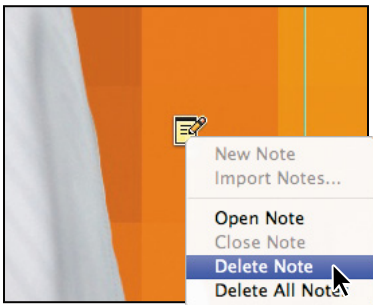 New Note
Import Notes...
Open Note
Close Note
Delete Note
Delete All